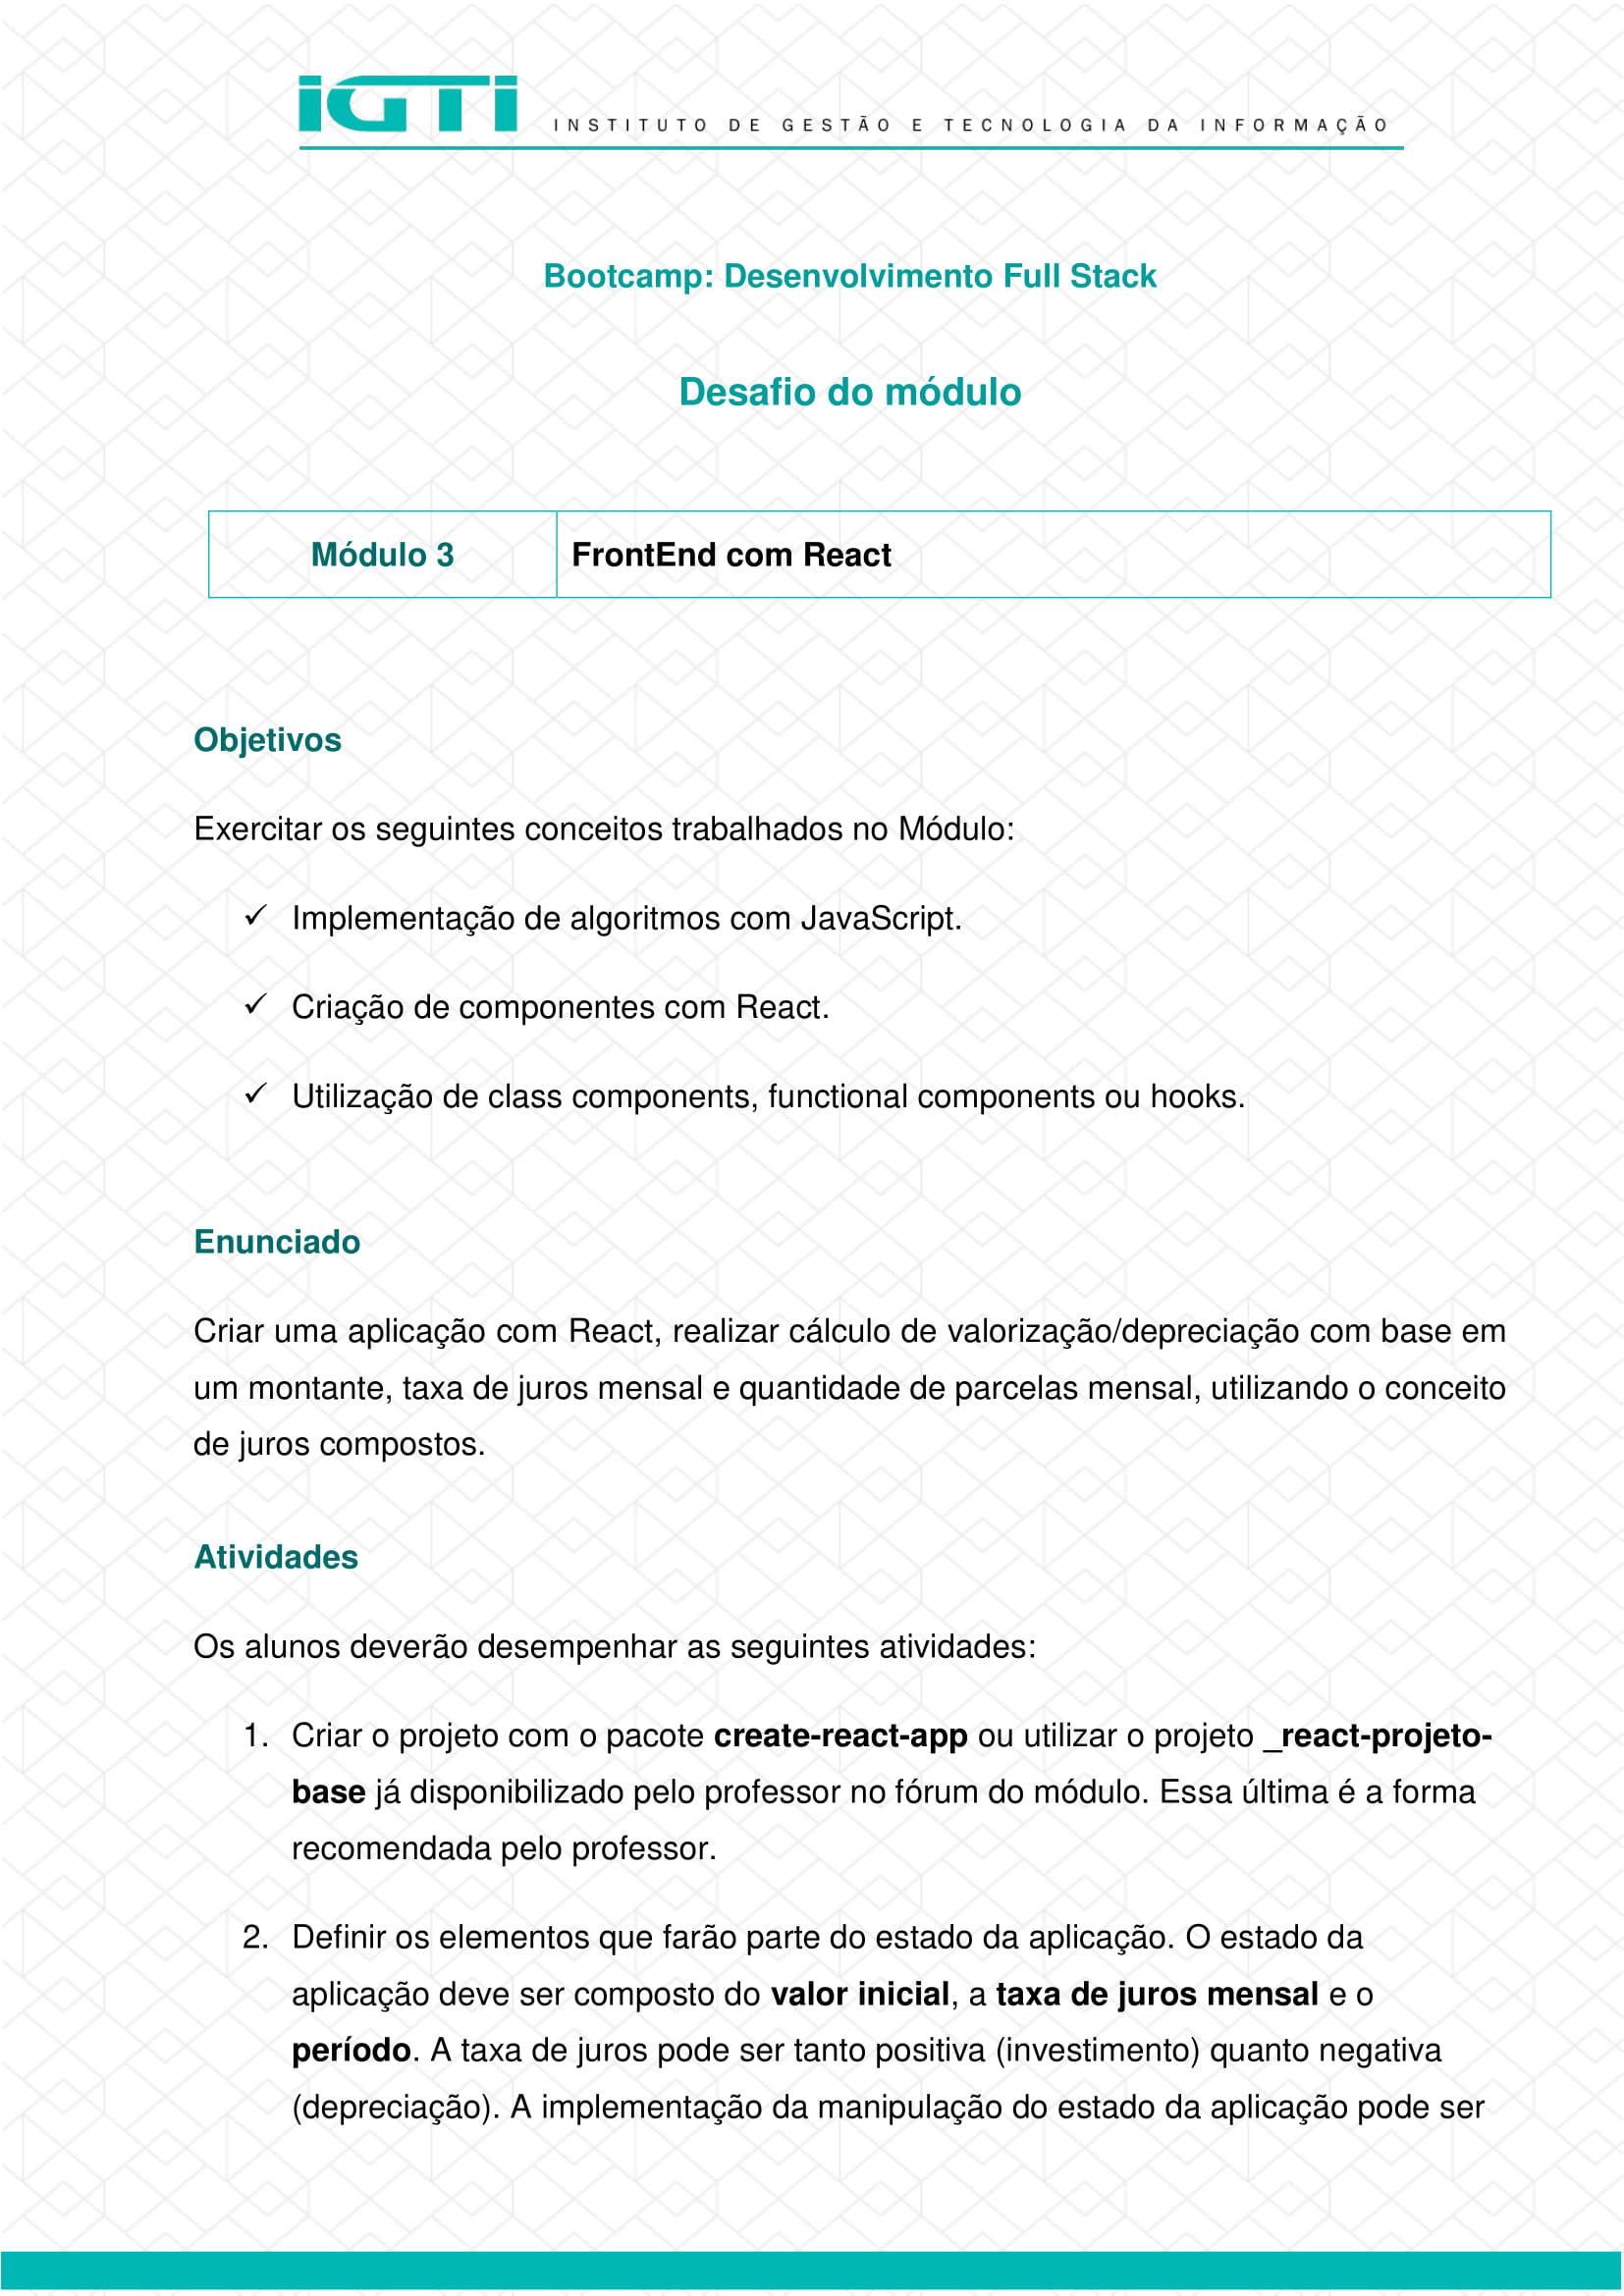 iGTi INSTITUTO DE GESTÃO E TECNOLOGIA DA INFORMAÇÃO
Bootcamp: Desenvolvimento Full Stack
Desafio do módulo
Módulo 3 FrontEnd com React
Objetivos
Exercitar os seguintes conceitos trabalhados no Módulo:
✓ Implementação de algoritmos com JavaScript.
✓ Criação de componentes com React.
✓ Utilização de class components, functional components ou hooks.
Enunciado
Criar uma aplicação com React, realizar cálculo de valorização/depreciação com base em
um montante, taxa de juros mensal e quantidade de parcelas mensal, utilizando o conceito
de juros compostos.
Atividades
Os alunos deverão desempenhar as seguintes atividades:
1. Criar o projeto com o pacote create-react-app ou utilizar o projeto _react-projeto-
base já disponibilizado pelo professor no fórum do módulo. Essa última é a forma
recomendada pelo professor.
2. Definir os elementos que farão parte do estado da aplicação. O estado da
aplicação deve ser composto do valor inicial, a taxa de juros mensal e o
período. A taxa de juros pode ser tanto positiva (investimento) quanto negativa
(depreciação). A implementação da manipulação do estado da aplicação pode ser